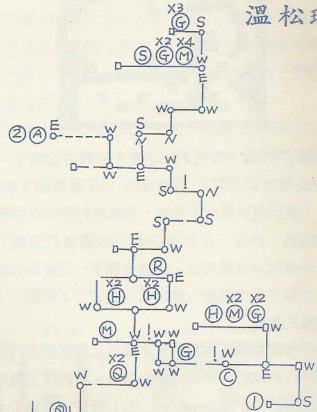 溫松
X3
G S
X2 X4
S G M W
E
W W
2 A E W S N
N E W
S ! N
S S
E W
R E
X2 X2
H H
W W
M W ! W W
X2 X2
H M G W
E W W G ! W
X2
Q C E W
W W
Q 1 S